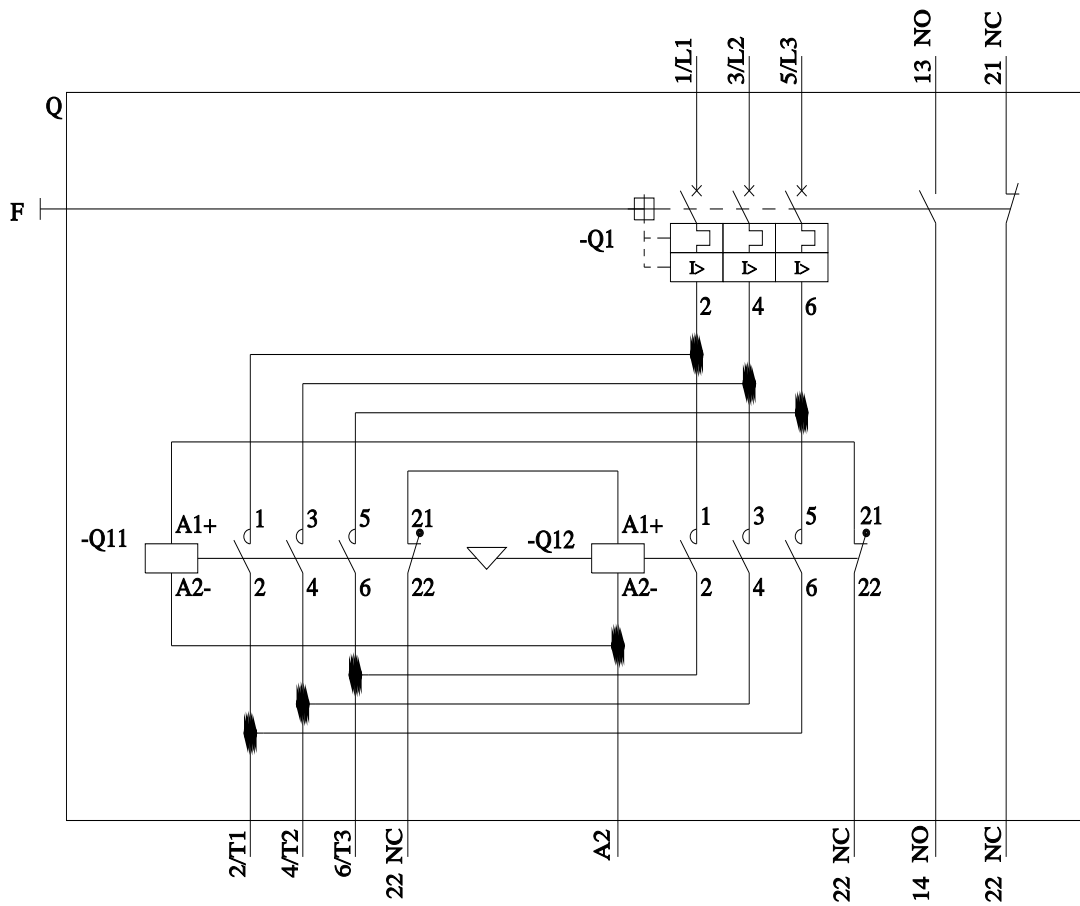 1/L1 3/L2 5/L3 13 NO 21 NC
Q
F
-Q1
I> I> I>
2 4 6
-Q11 A1+ 1 3 5 21 -Q12 A1+ 1 3 5 21
A2- 2 4 6 22 A2- 2 4 6 22
2/T1 4/T2 6/T3 22 NC A2 22 NC 14 NO 22 NC